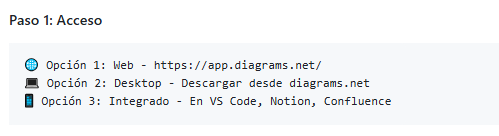 Paso 1: Acceso
🌐 Opción 1: Web - https://app.diagrams.net/
💻 Opción 2: Desktop - Descargar desde diagrams.net
📱 Opción 3: Integrado - En VS Code, Notion, Confluence